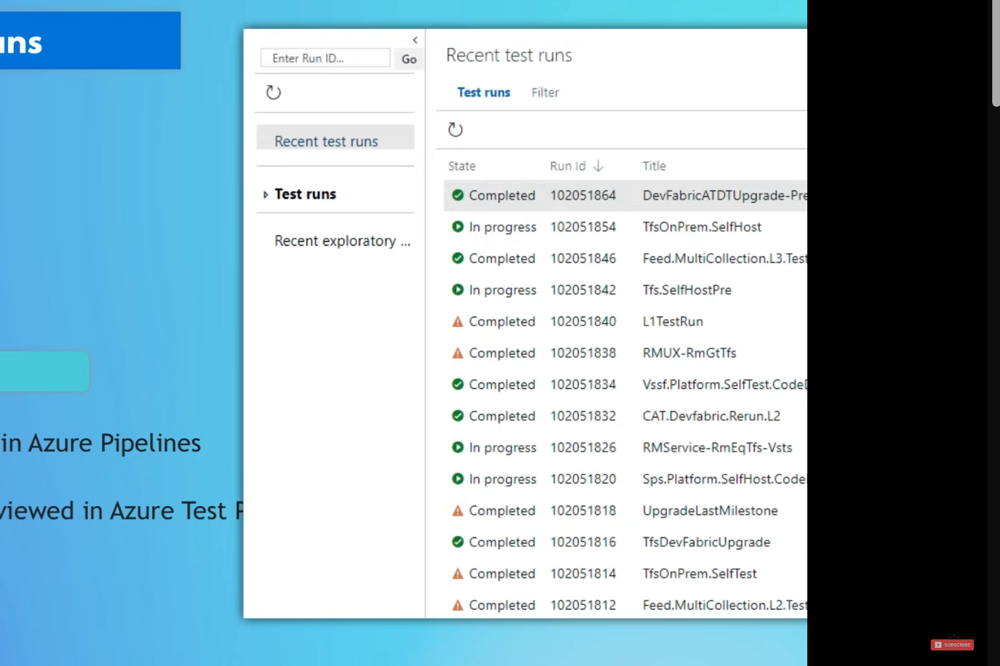 uns
in Azure Pipelines
viewed in Azure Test P
Enter Run ID...
Go
Recent test runs
Test runs
Recent exploratory ...
Recent test runs
Test runs Filter
State Run Id Title
Completed 102051864 DevFabricATDTUpgrade-Pre
In progress 102051854 TfsOnPrem.SelfHost
Completed 102051846 Feed.MultiCollection.L3.Test
In progress 102051842 Tfs.SelfHostPre
Completed 102051840 L1TestRun
Completed 102051838 RMUX-RmGtTfs
Completed 102051834 Vssf.Platform.SelfTest.Code
Completed 102051832 CAT.Devfabric.Rerun.L2
In progress 102051826 RMService-RmEqTfs-Vsts
In progress 102051820 Sps.Platform.SelfHost.Code
Completed 102051818 UpgradeLastMilestone
Completed 102051816 TfsDevFabricUpgrade
Completed 102051814 TfsOnPrem.SelfTest
Completed 102051812 Feed.MultiCollection.L2.Test
SUBSCRIBE